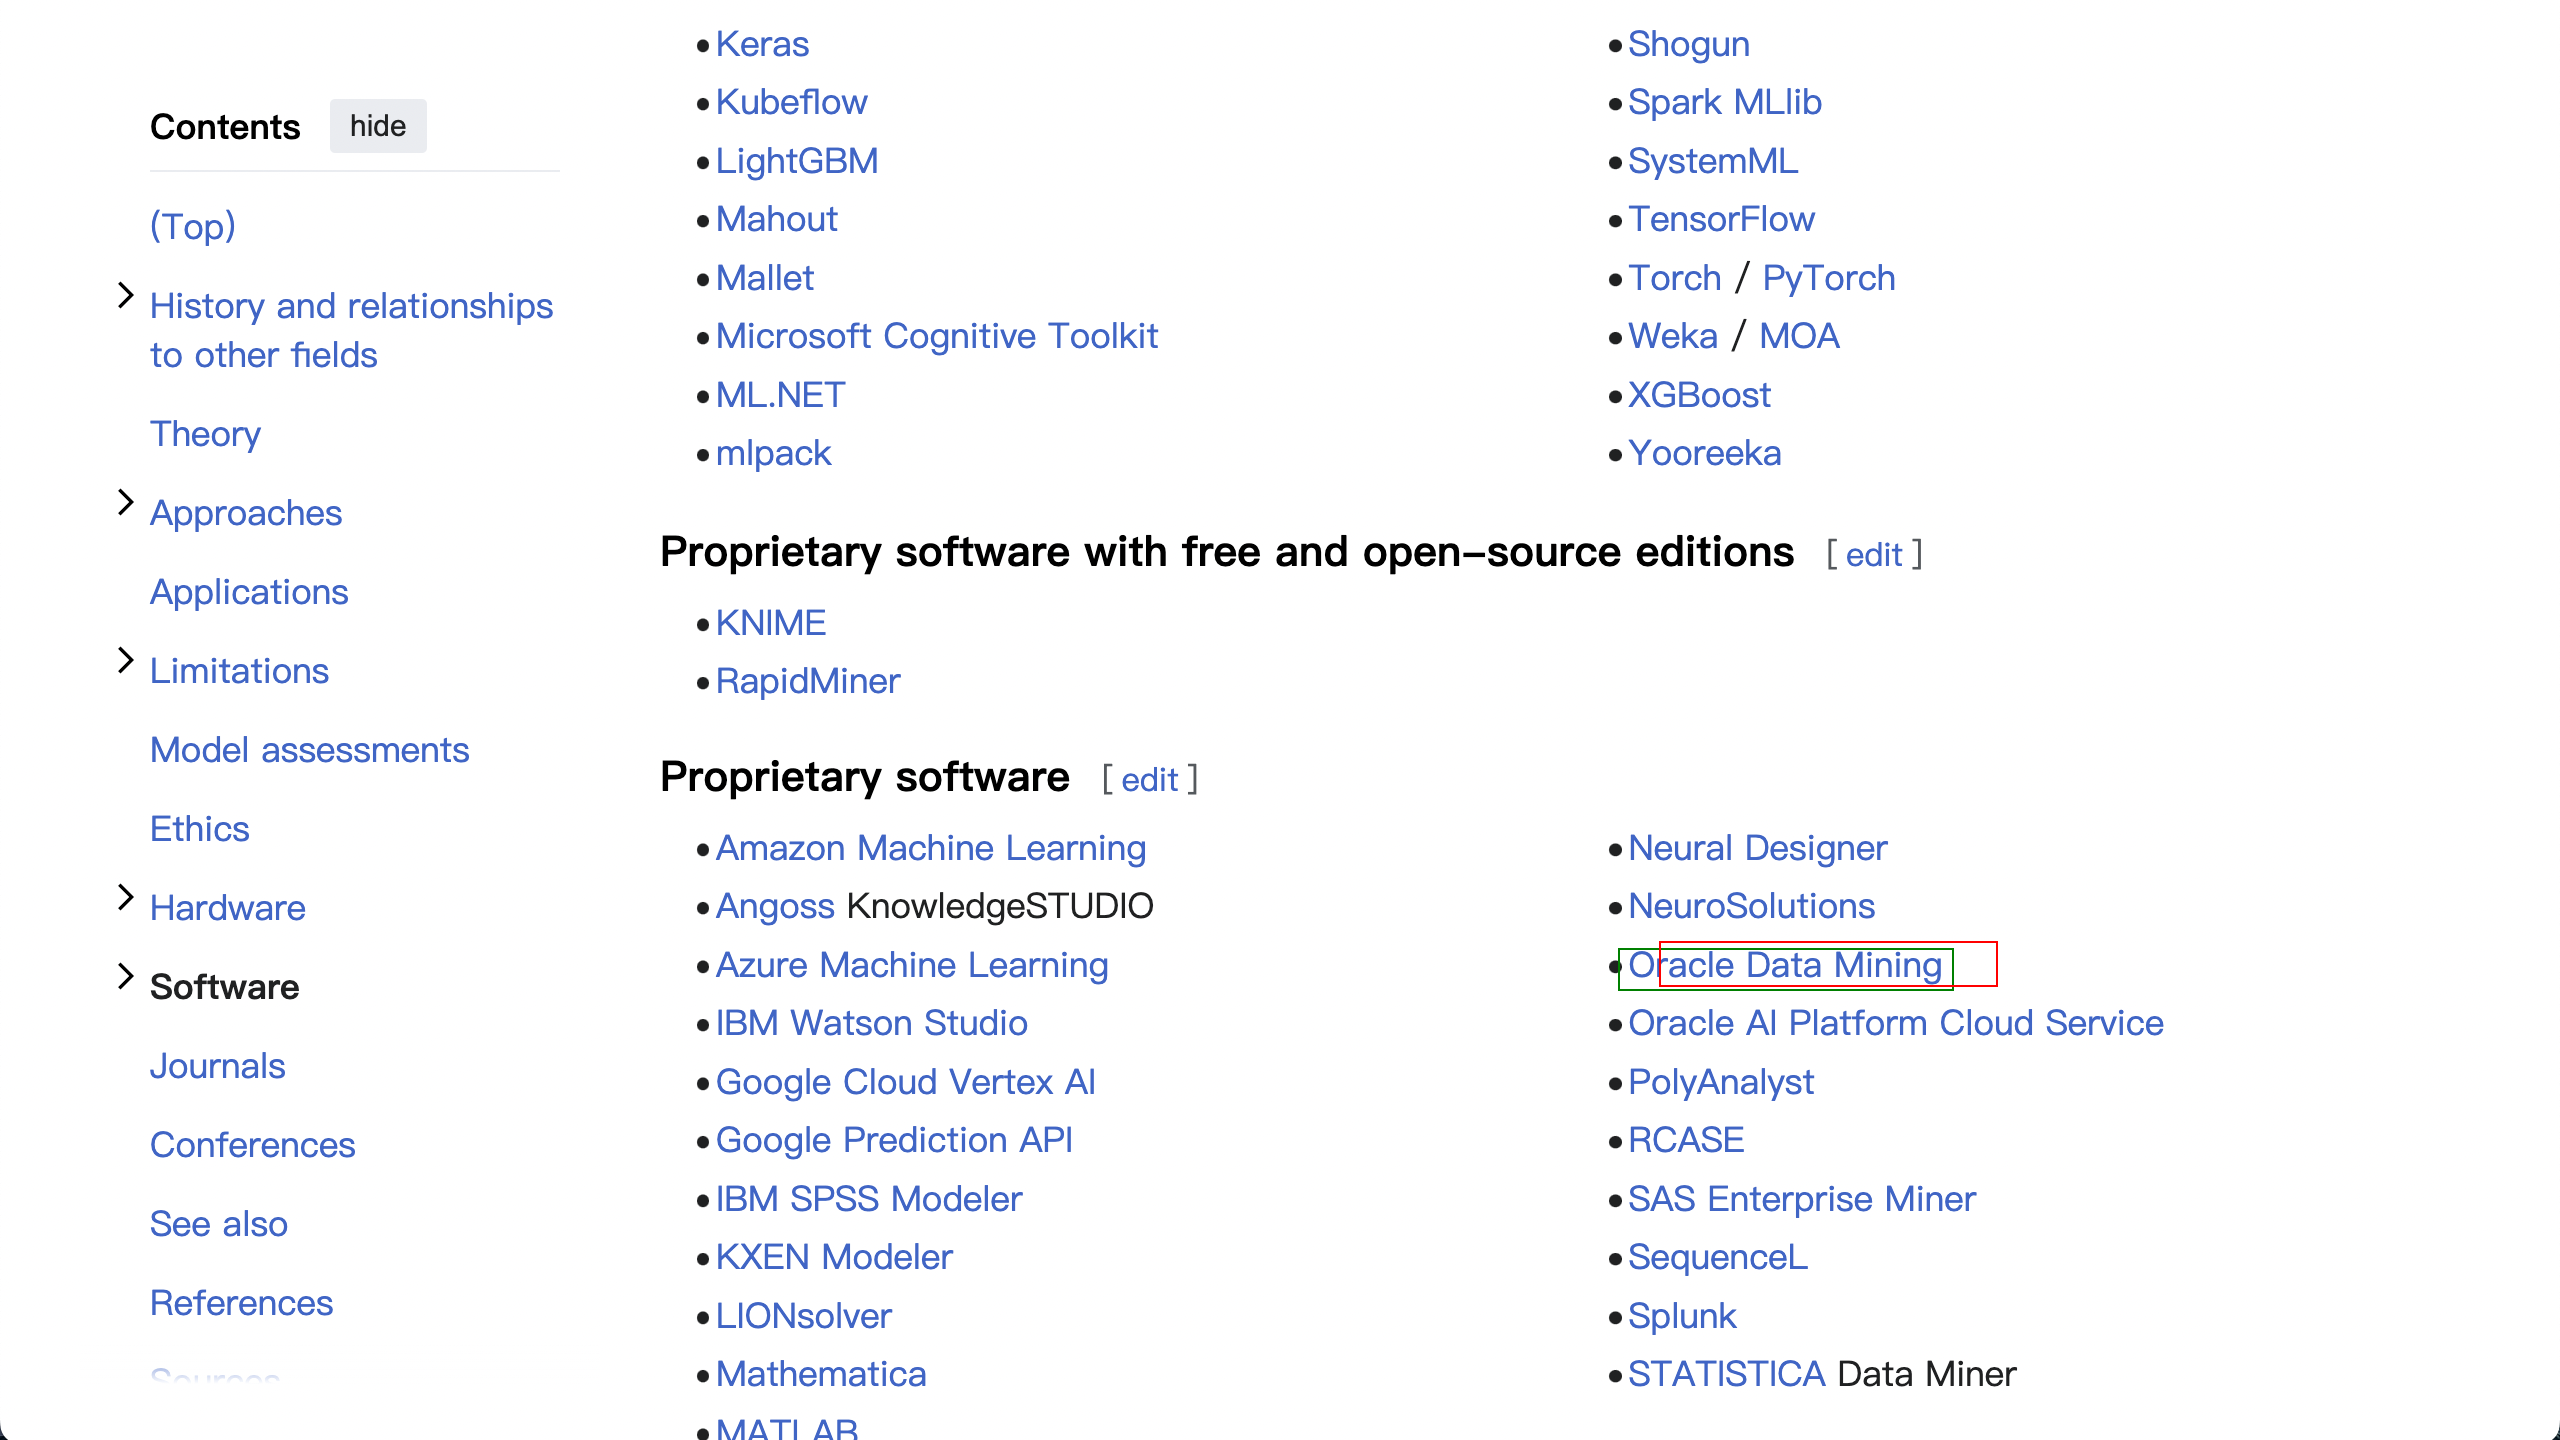 Contents hide
(Top)
History and relationships
to other fields
Theory
Approaches
Applications
Limitations
Model assessments
Ethics
Hardware
Software
Journals
Conferences
See also
References
Sources
Keras
Kubeflow
LightGBM
Mahout
Mallet
Microsoft Cognitive Toolkit
ML.NET
mlpack
Shogun
Spark MLlib
SystemML
TensorFlow
Torch / PyTorch
Weka / MOA
XGBoost
Yooreeka
Proprietary software with free and open-source editions [ edit ]
KNIME
RapidMiner
Proprietary software [ edit ]
Amazon Machine Learning
Angoss KnowledgeSTUDIO
Azure Machine Learning
IBM Watson Studio
Google Cloud Vertex AI
Google Prediction API
IBM SPSS Modeler
KXEN Modeler
LIONsolver
Mathematica
MATLAB
Neural Designer
NeuroSolutions
Oracle Data Mining
Oracle AI Platform Cloud Service
PolyAnalyst
RCASE
SAS Enterprise Miner
SequenceL
Splunk
STATISTICA Data Miner